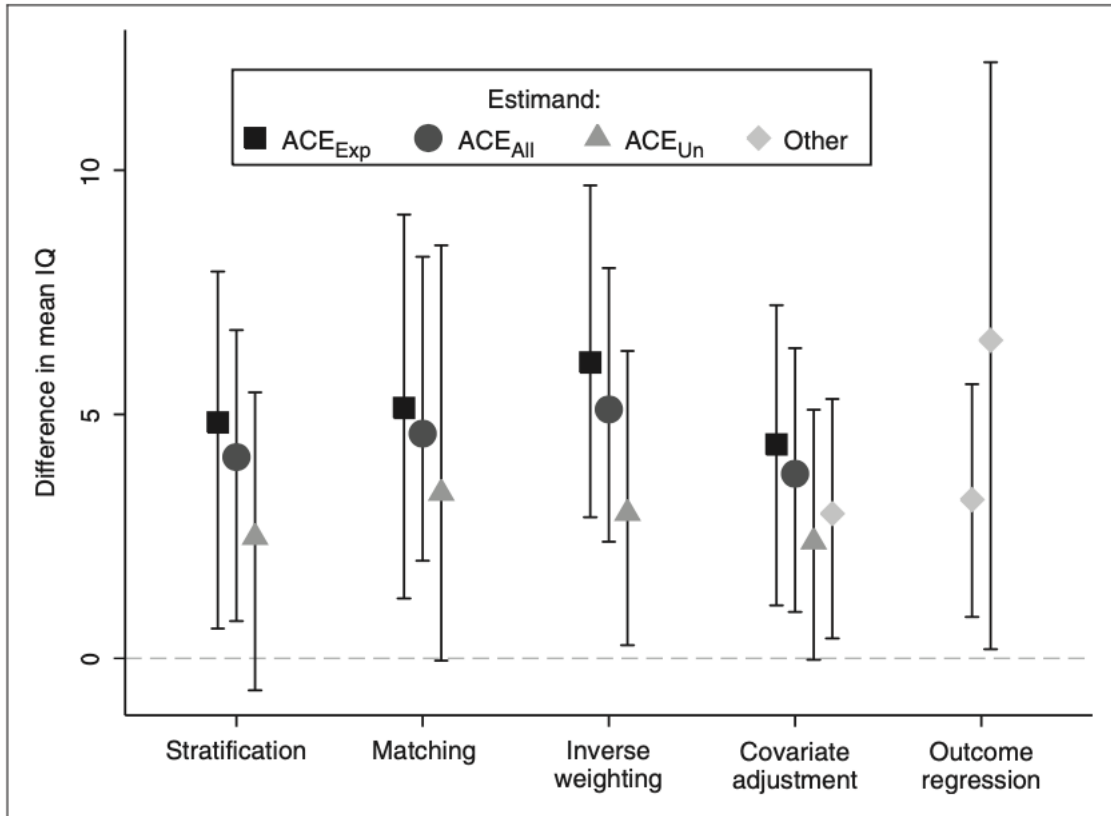 Estimand:
ACE_Exp ACE_All ACE_Un Other
Difference in mean IQ
10
5
0
Stratification Matching Inverse weighting Covariate adjustment Outcome regression